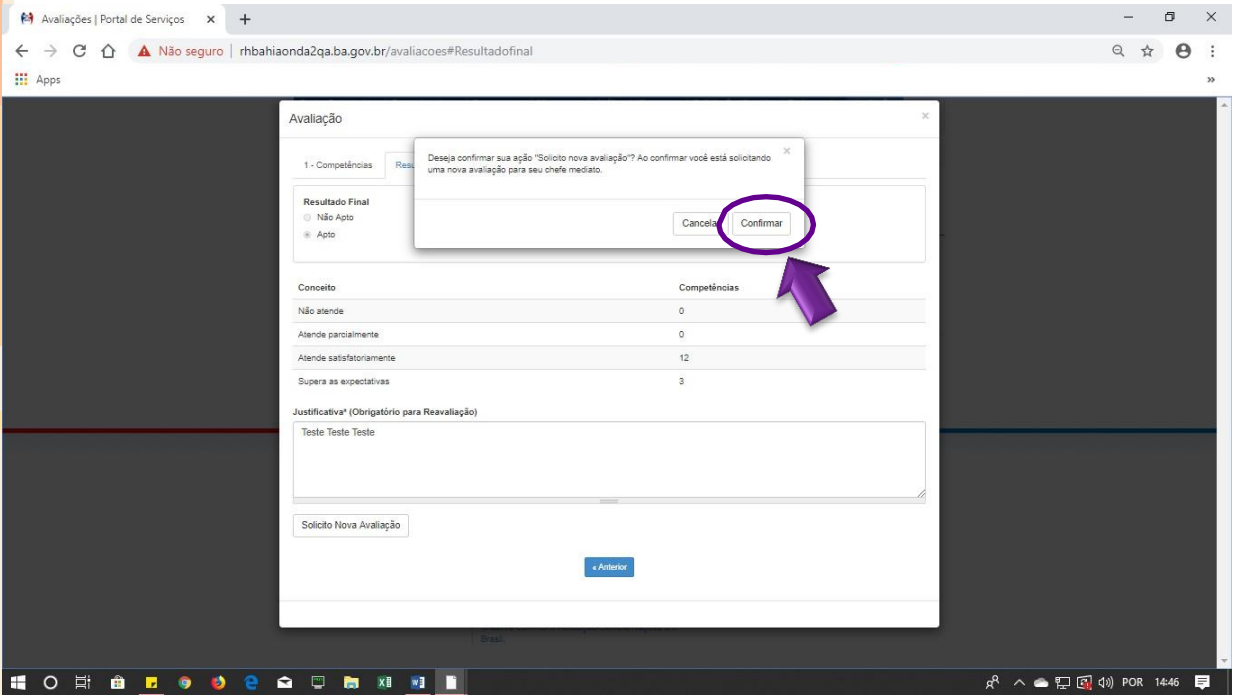 Avaliações | Portal de Serviços
Não seguro | rhbahiaonda2qa.ba.gov.br/avaliacoes#Resultadofinal
Apps
Avaliação
Deseja confirmar sua ação "Solicito nova avaliação"? Ao confirmar você está solicitando
uma nova avaliação para seu chefe mediato.
Cancela Confirmar
1 - Competências
Resultado Final
Não Apto
Apto
Conceito Competências
Não atende 0
Atende parcialmente 0
Atende satisfatoriamente 12
Supera as expectativas 3
Justificativa* (Obrigatório para Reavaliação)
Teste Teste Teste
Solicito Nova Avaliação
« Anterior
Brasil.
POR 14:46